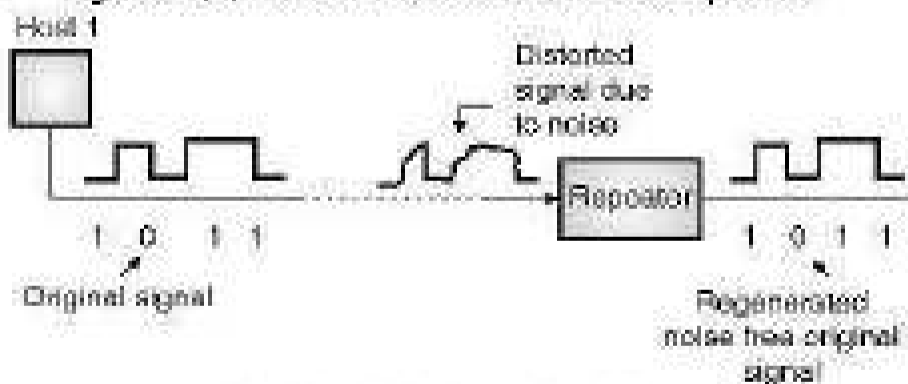 Host 1
Distorted
signal due
to noise
Repeator
1 0 1 1
1 0 1 1
Original signal
Regenerated
noise free original
signal